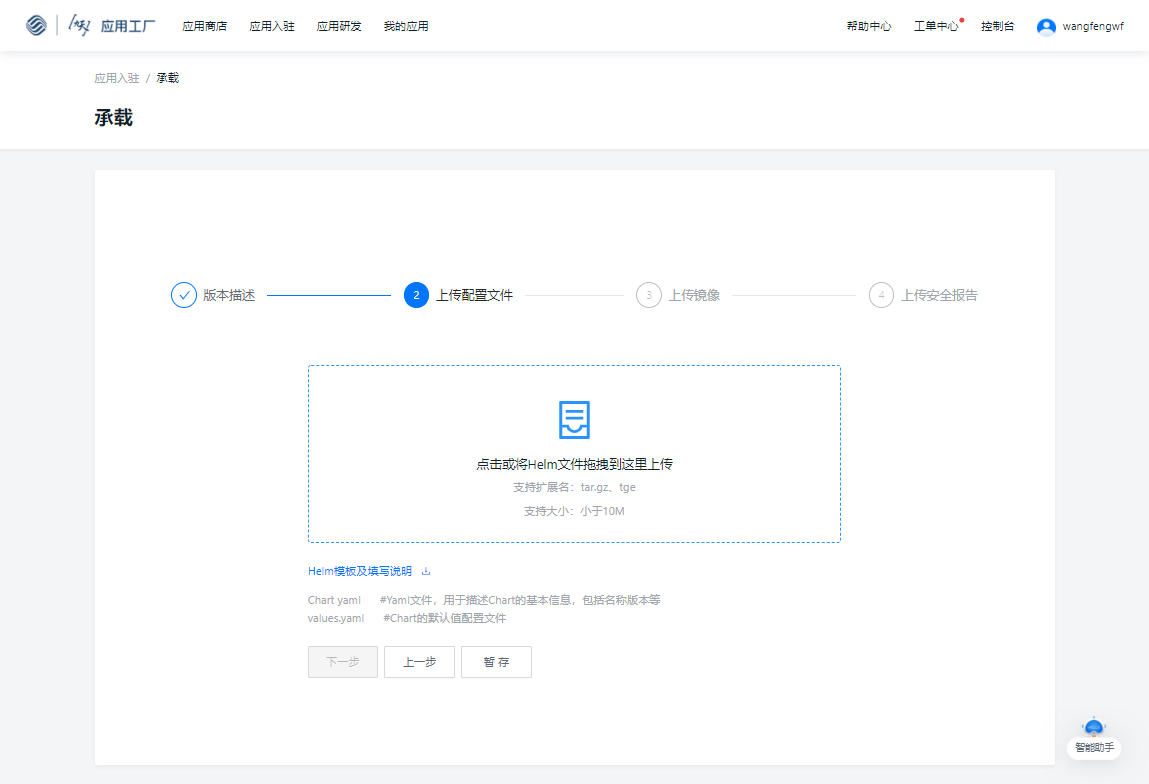 应用工厂 应用商店 应用入驻 应用研发 我的应用 帮助中心 工单中心 控制台 wangfengwf
应用入驻 / 承载
承载
版本描述 2 上传配置文件 3 上传镜像 4 上传安全报告
点击或将Helm文件拖拽到这里上传
支持扩展名：tar.gz、tge
支持大小：小于10M
Helm模板及填写说明
Chart yaml #Yaml文件，用于描述Chart的基本信息，包括名称版本等
values.yaml #Chart的默认值配置文件
下一步 上一步 暂 存
智能助手